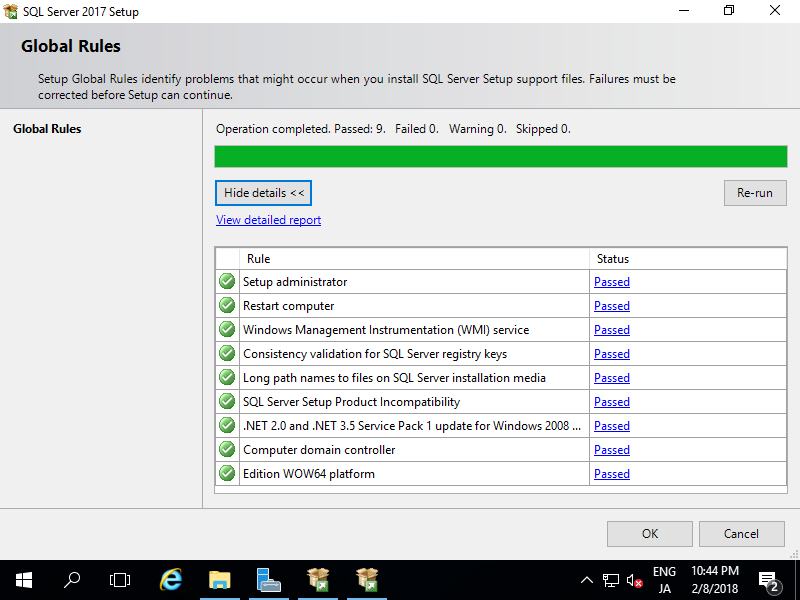 SQL Server 2017 Setup
Global Rules
Setup Global Rules identify problems that might occur when you install SQL Server Setup support files. Failures must be
corrected before Setup can continue.
Global Rules
Operation completed. Passed: 9. Failed 0. Warning 0. Skipped 0.
Hide details <<
Re-run
View detailed report
Rule Status
Setup administrator Passed
Restart computer Passed
Windows Management Instrumentation (WMI) service Passed
Consistency validation for SQL Server registry keys Passed
Long path names to files on SQL Server installation media Passed
SQL Server Setup Product Incompatibility Passed
.NET 2.0 and .NET 3.5 Service Pack 1 update for Windows 2008 ... Passed
Computer domain controller Passed
Edition WOW64 platform Passed
OK Cancel
ENG 10:44 PM
JA 2/8/2018
2